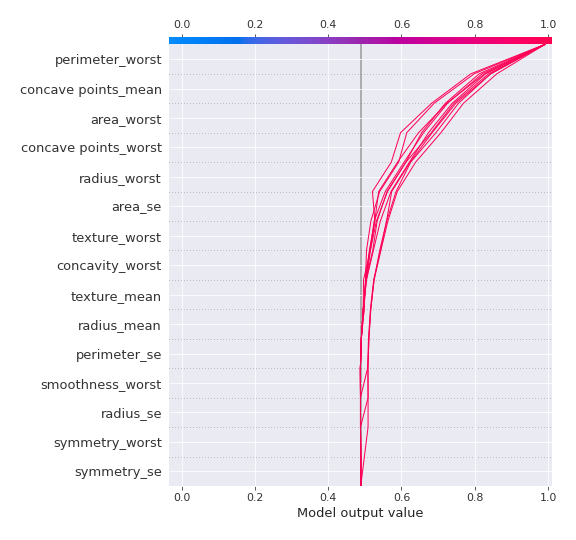 0.0 0.2 0.4 0.6 0.8 1.0
perimeter_worst
concave points_mean
area_worst
concave points_worst
radius_worst
area_se
texture_worst
concavity_worst
texture_mean
radius_mean
perimeter_se
smoothness_worst
radius_se
symmetry_worst
symmetry_se
0.0 0.2 0.4 0.6 0.8 1.0
Model output value